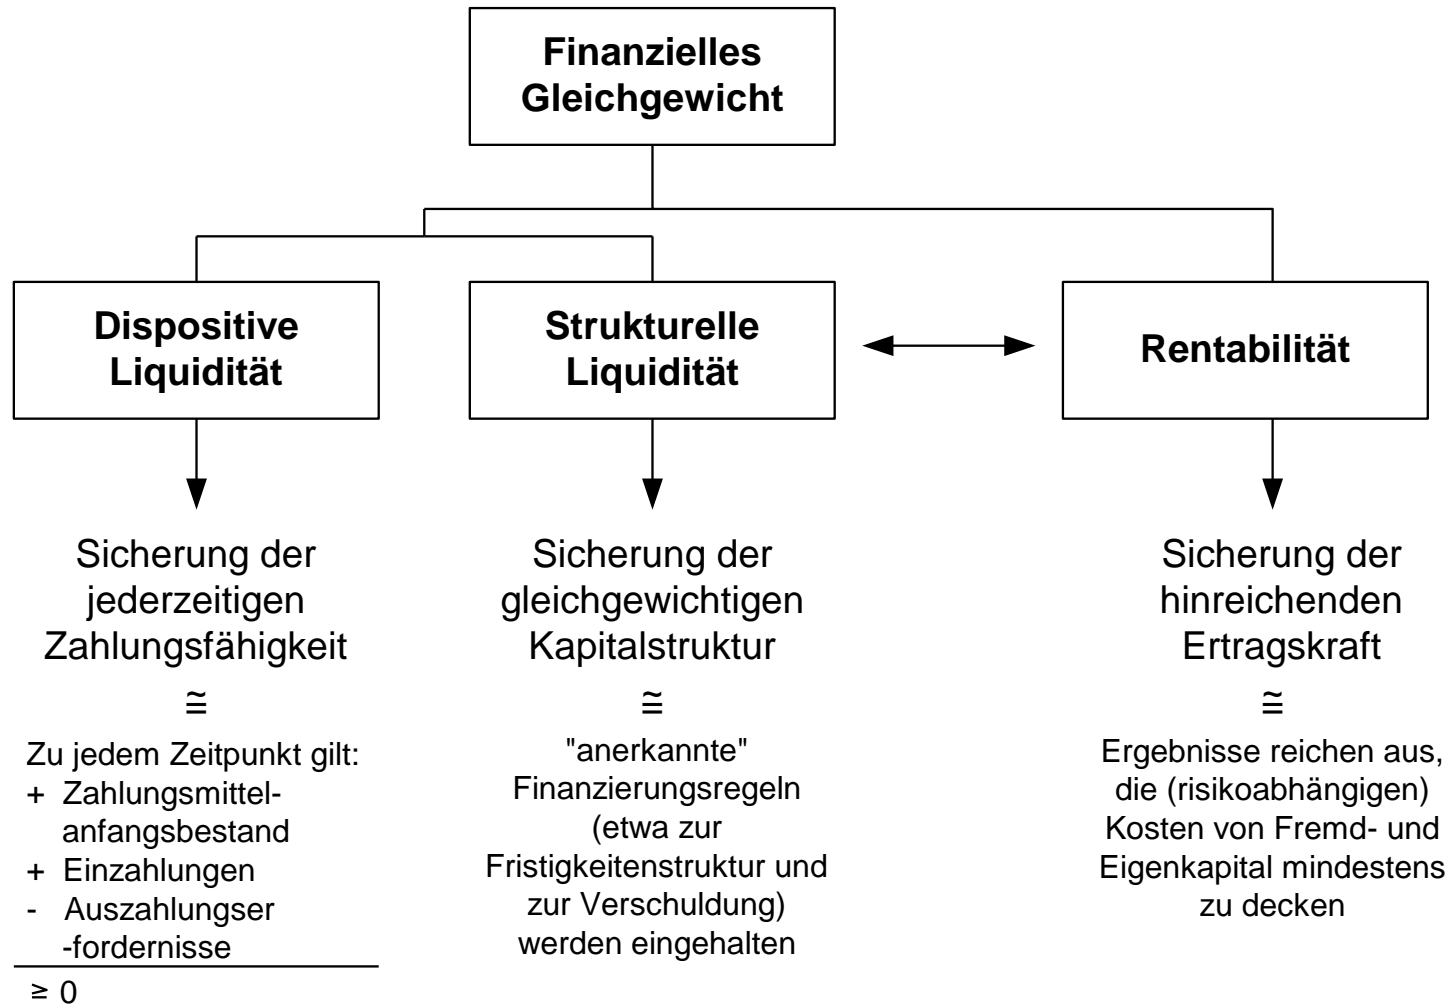 Finanzielles
Gleichgewicht
Dispositive
Liquidität
Strukturelle
Liquidität
Rentabilität
Sicherung der
jederzeitigen
Zahlungsfähigkeit
≅
Zu jedem Zeitpunkt gilt:
+ Zahlungsmittel-
anfangsbestand
+ Einzahlungen
- Auszahlungser
-fordernisse
≥ 0
Sicherung der
gleichgewichtigen
Kapitalstruktur
≅
"anerkannte"
Finanzierungsregeln
(etwa zur
Fristigkeitenstruktur und
zur Verschuldung)
werden eingehalten
Sicherung der
hinreichenden
Ertragskraft
≅
Ergebnisse reichen aus,
die (risikoabhängigen)
Kosten von Fremd- und
Eigenkapital mindestens
zu decken